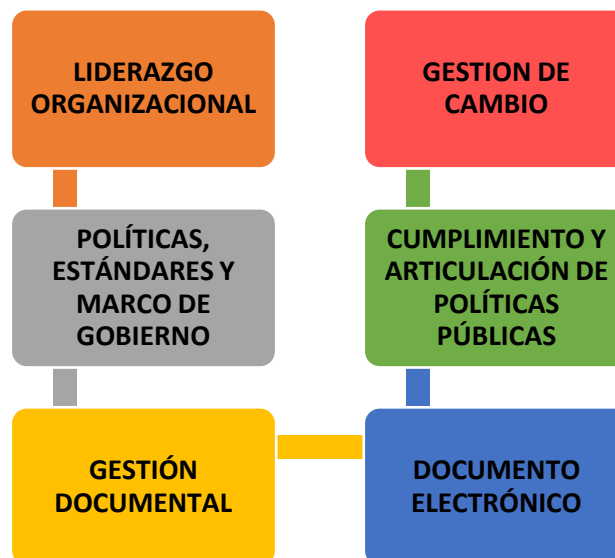 LIDERAZGO
ORGANIZACIONAL
POLÍTICAS,
ESTÁNDARES Y
MARCO DE
GOBIERNO
GESTIÓN
DOCUMENTAL
DOCUMENTO
ELECTRÓNICO
CUMPLIMIENTO Y
ARTICULACIÓN DE
POLÍTICAS
PÚBLICAS
GESTION DE
CAMBIO